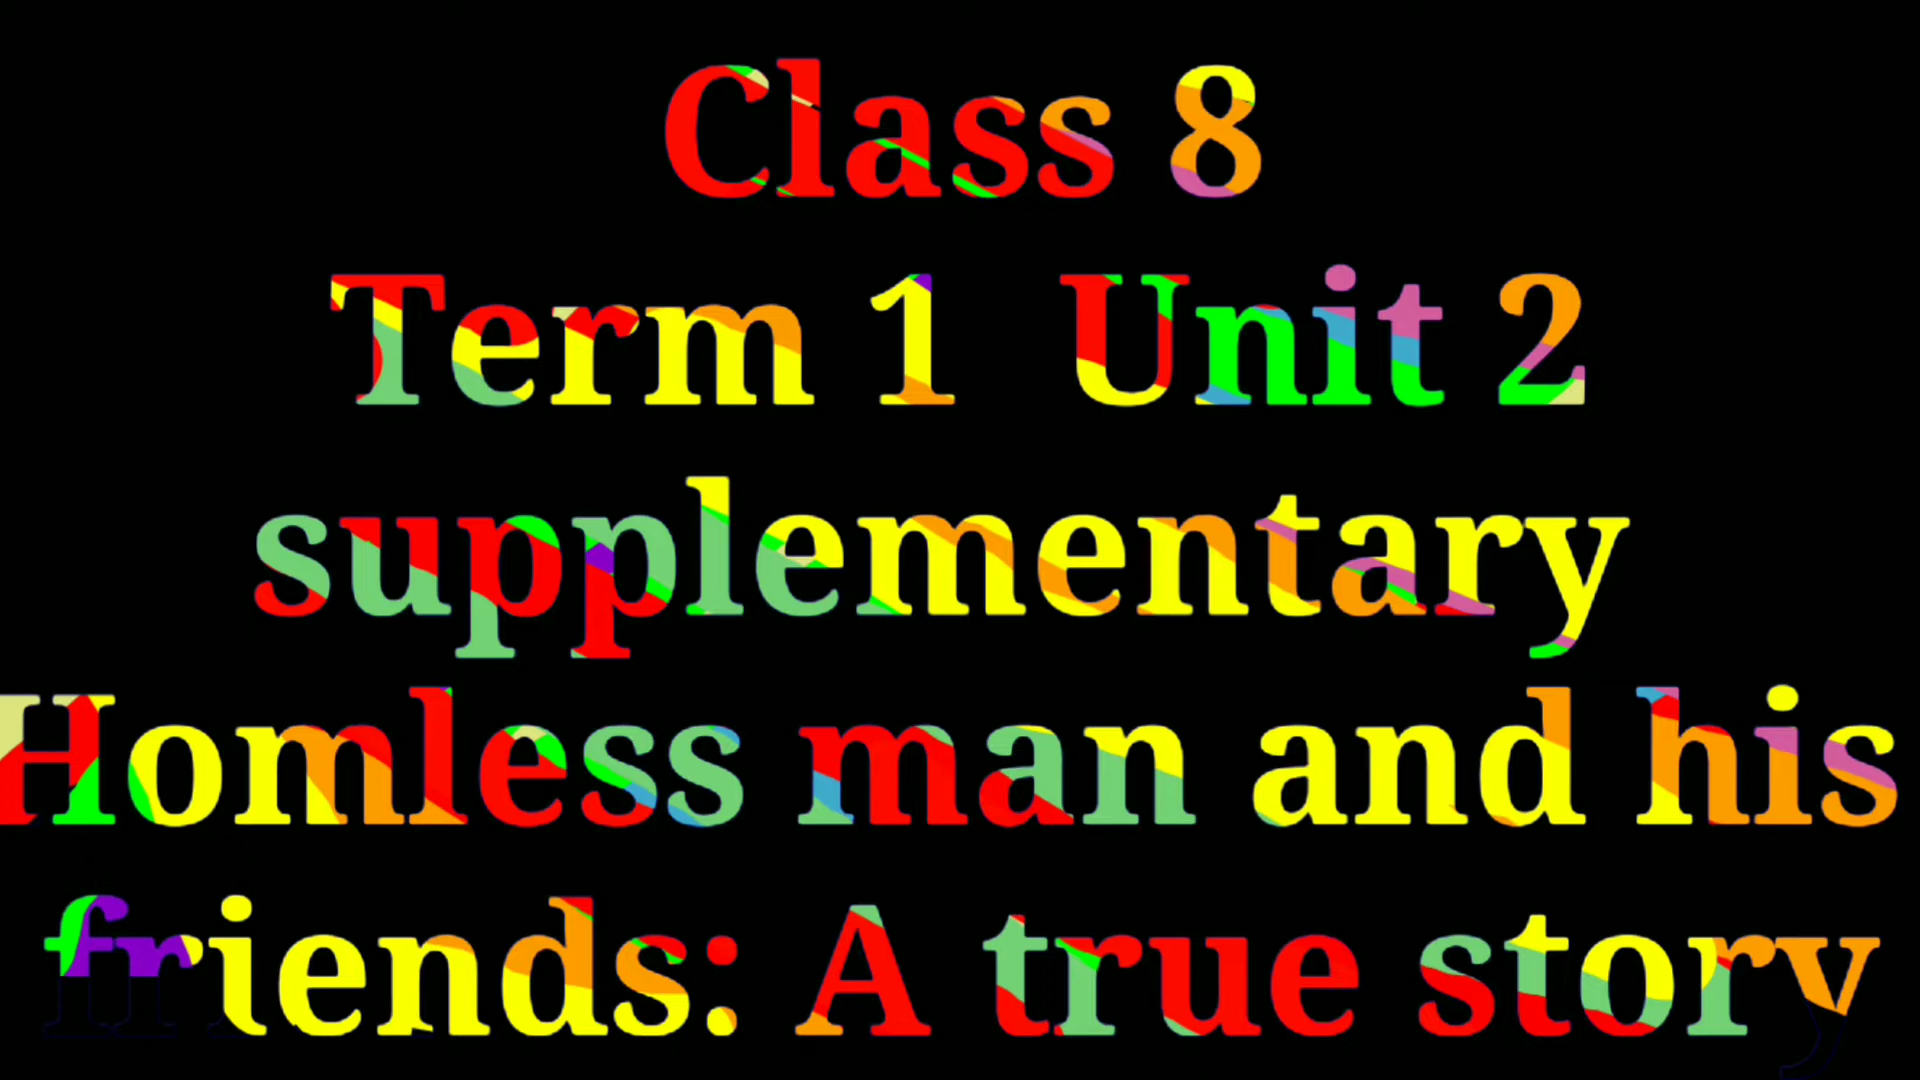 Class 8
Term 1 Unit 2
supplementary
Homless man and his
friends: A true story